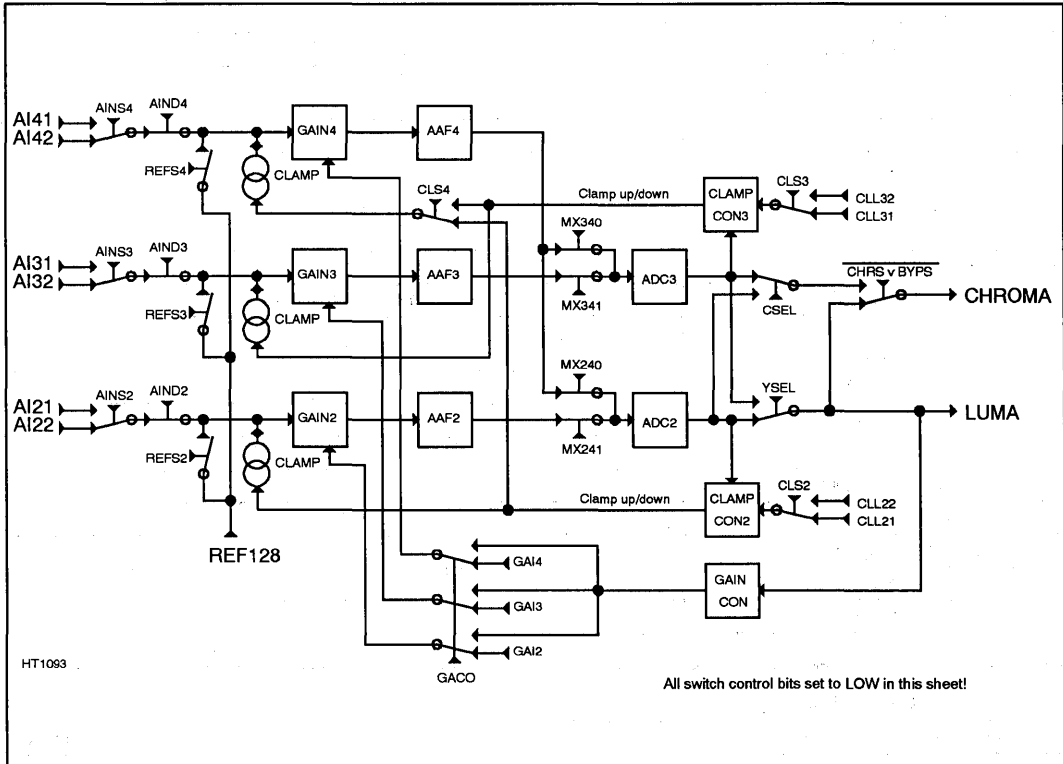 AI41
AI42
AINS4
AIND4
REFS4
CLAMP
GAIN4
AAF4
CLS4
Clamp up/down
CLAMP
CON3
CLS3
CLL32
CLL31
AI31
AI32
AINS3
AIND3
REFS3
CLAMP
GAIN3
AAF3
MX340
MX341
ADC3
CSEL
CHRS v BYPS
CHROMA
AI21
AI22
AINS2
AIND2
REFS2
CLAMP
GAIN2
AAF2
MX240
MX241
ADC2
YSEL
LUMA
Clamp up/down
CLAMP
CON2
CLS2
CLL22
CLL21
REF128
GAI4
GAI3
GAI2
GACO
GAIN
CON
HT1093
All switch control bits set to LOW in this sheet!